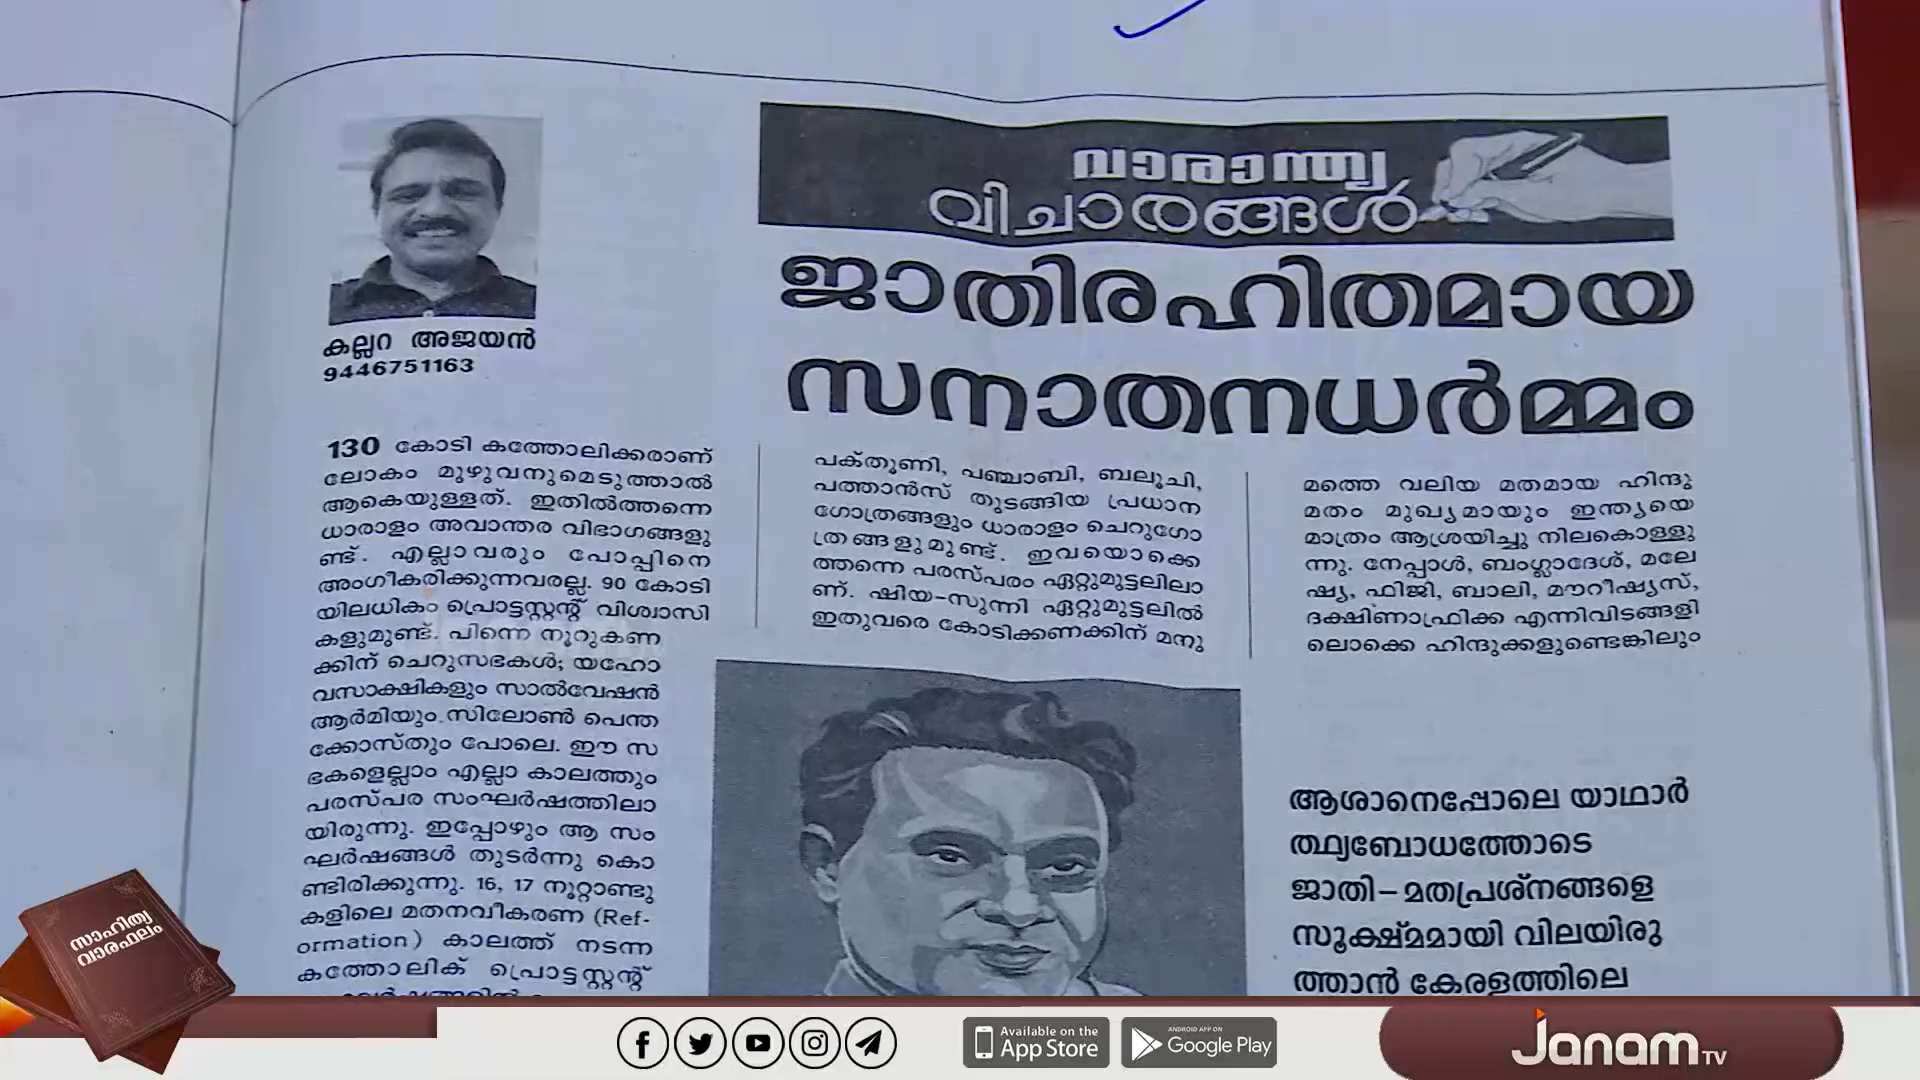 വാരാന്ത്യ
വിചാരങ്ങൾ
ജാതിരഹിതമായ
സനാതനധർമ്മം
കല്ലറ അജയൻ
9446751163
130 കോടി കത്തോലിക്കരാണ്
ലോകം മുഴുവനുമെടുത്താൽ
ആകെയുള്ളത്. ഇതിൽത്തന്നെ
ധാരാളം അവാന്തര വിഭാഗങ്ങളു
ണ്ട്. എല്ലാവരും പോപ്പിനെ
അംഗീകരിക്കുന്നവരല്ല. 90 കോടി
യിലധികം പ്രൊട്ടസ്റ്റന്റ് വിശ്വാസി
കളുമുണ്ട്. പിന്നെ നൂറുകണ
ക്കിന് ചെറുസഭകൾ; യഹോ
വസാക്ഷികളും സാൽവേഷൻ
ആർമിയും സിലോൺ പെന്ത
ക്കോസ്തും പോലെ. ഈ സ
ഭകളെല്ലാം എല്ലാ കാലത്തും
പരസ്പര സംഘർഷത്തിലാ
യിരുന്നു. ഇപ്പോഴും ആ സം
ഘർഷങ്ങൾ തുടർന്നു കൊ
ണ്ടിരിക്കുന്നു. 16, 17 നൂറ്റാണ്ടു
കളിലെ മതനവീകരണ (Ref-
ormation) കാലത്ത് നടന്ന
കത്തോലിക് പ്രൊട്ടസ്റ്റന്റ്
പക്തൂണി, പഞ്ചാബി, ബലൂചി,
പത്താൻസ് തുടങ്ങിയ പ്രധാന
ഗോത്രങ്ങളും ധാരാളം ചെറുഗോ
ത്രങ്ങളുമുണ്ട്. ഇവയൊക്കെ
ത്തന്നെ പരസ്പരം ഏറ്റുമുട്ടലിലാ
ണ്. ഷിയ-സുന്നി ഏറ്റുമുട്ടലിൽ
ഇതുവരെ കോടിക്കണക്കിന് മനു
മത്തെ വലിയ മതമായ ഹിന്ദു
മതം മുഖ്യമായും ഇന്ത്യയെ
മാത്രം ആശ്രയിച്ചു നിലകൊള്ളു
ന്നു. നേപ്പാൾ, ബംഗ്ലാദേശ്, മലേ
ഷ്യ, ഫിജി, ബാലി, മൗറീഷ്യസ്,
ദക്ഷിണാഫ്രിക്ക എന്നിവിടങ്ങളി
ലൊക്കെ ഹിന്ദുക്കളുണ്ടെങ്കിലും
ആശാനെപ്പോലെ യാഥാർ
ത്ഥ്യബോധത്തോടെ
ജാതി – മതപ്രശ്നങ്ങളെ
സൂക്ഷ്മമായി വിലയിരു
ത്താൻ കേരളത്തിലെ
സാഹിത്യ
വാരഫലം
Available on the
App Store
ANDROID APP ON
Google Play
Janam TV